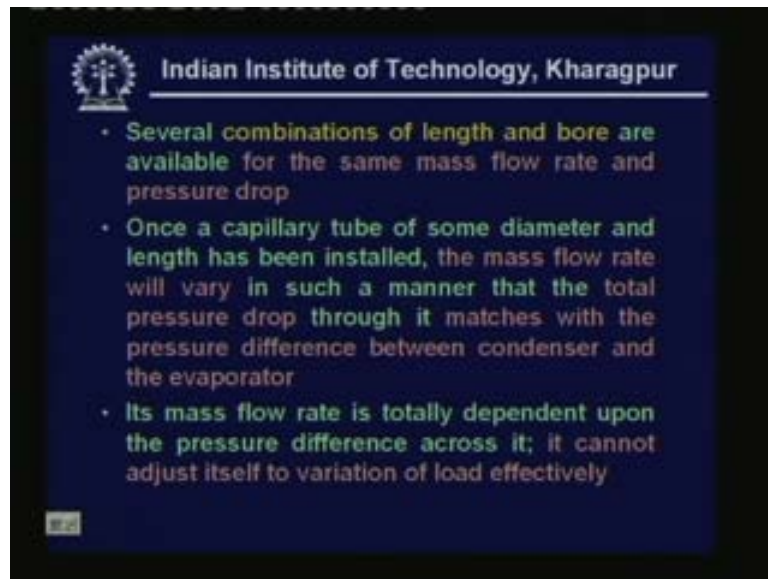 Indian Institute of Technology, Kharagpur
• Several combinations of length and bore are
available for the same mass flow rate and
pressure drop
• Once a capillary tube of some diameter and
length has been installed, the mass flow rate
will vary in such a manner that the total
pressure drop through it matches with the
pressure difference between condenser and
the evaporator
• Its mass flow rate is totally dependent upon
the pressure difference across it; it cannot
adjust itself to variation of load effectively